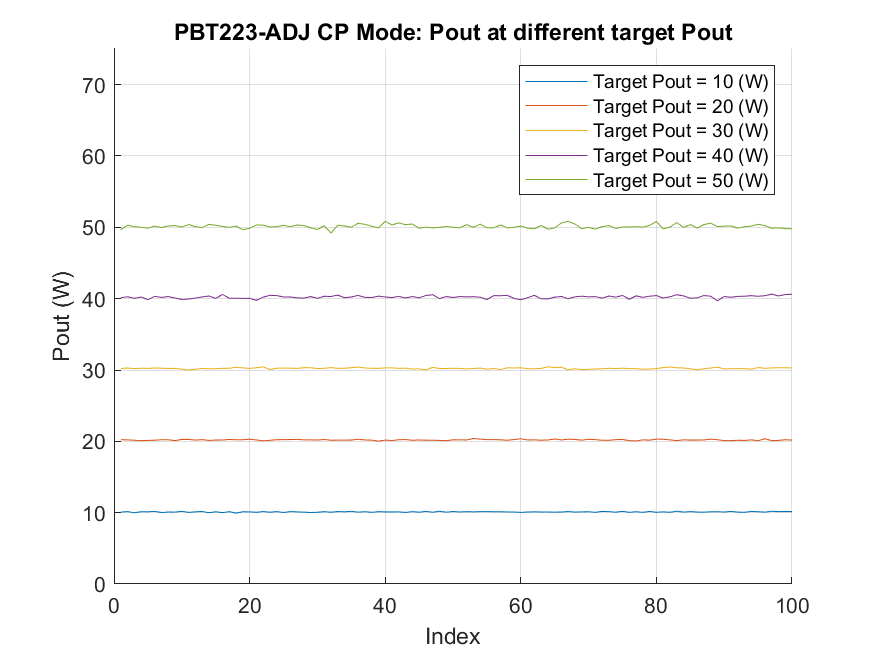 PBT223-ADJ CP Mode: Pout at different target Pout
Target Pout = 10 (W)
Target Pout = 20 (W)
Target Pout = 30 (W)
Target Pout = 40 (W)
Target Pout = 50 (W)
70
60
50
40
30
20
10
0
Pout (W)
0 20 40 60 80 100
Index